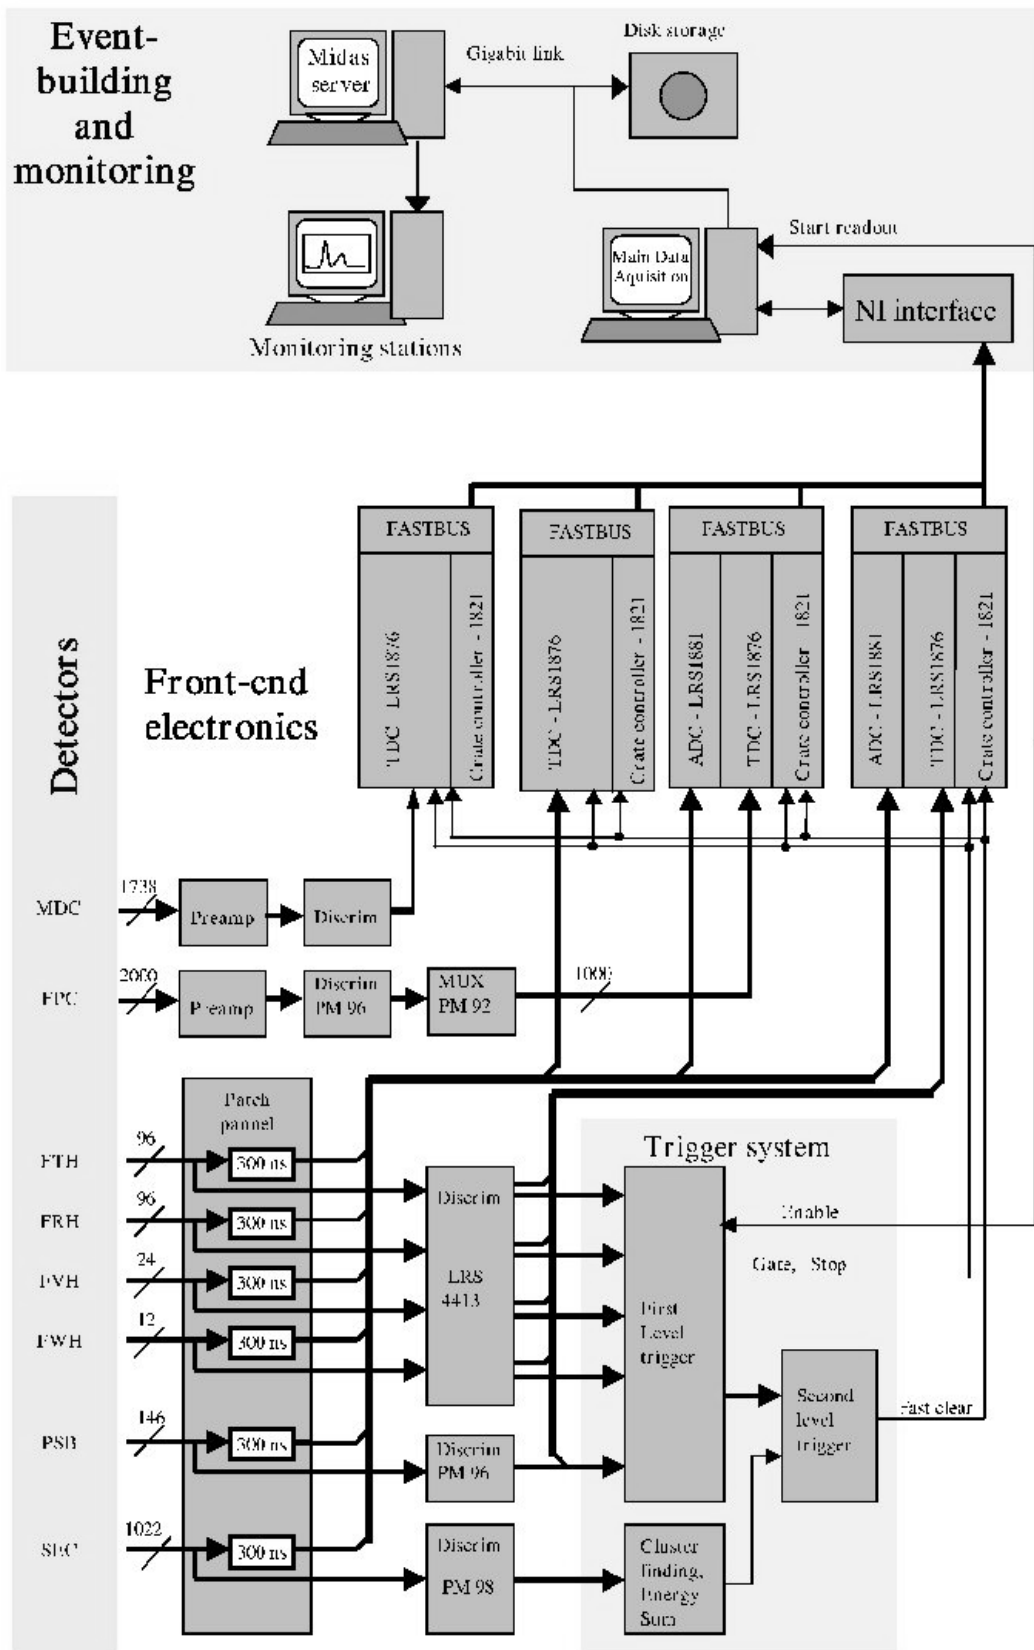 Event-
building
and
monitoring
Midas
server
Gigabit link
Disk storage
Start readout
Main Data
Aquisition
NI interface
Monitoring stations
Detectors
Front-end
electronics
FASTBUS
TDC LRS1876
Crate controller - 1821
FASTBUS
TDC - LRS1876
Crate controller - 1821
FASTBUS
ADC - LRS1881
TDC - LRS1876
Crate controller 1821
FASTBUS
ADC - LRS1881
TDC - LRS1876
Crate controller - 1821
MDC
1738
Preamp
Discrim
FPC
2000
Preamp
Discrim
PM 96
MUX
PM 92
1000
Patch
pannel
FTH
96
300 ns
FRH
96
300 ns
FVH
24
300 ns
FWH
12
300 ns
PSB
146
300 ns
SEC
1022
300 ns
Discrim
LRS
4413
Discrim
PM 96
Discrim
PM 98
Trigger system
Enable
Gate, Stop
First
Level
trigger
Second
level
trigger
Fast clear
Cluster
finding,
Energy
Sum